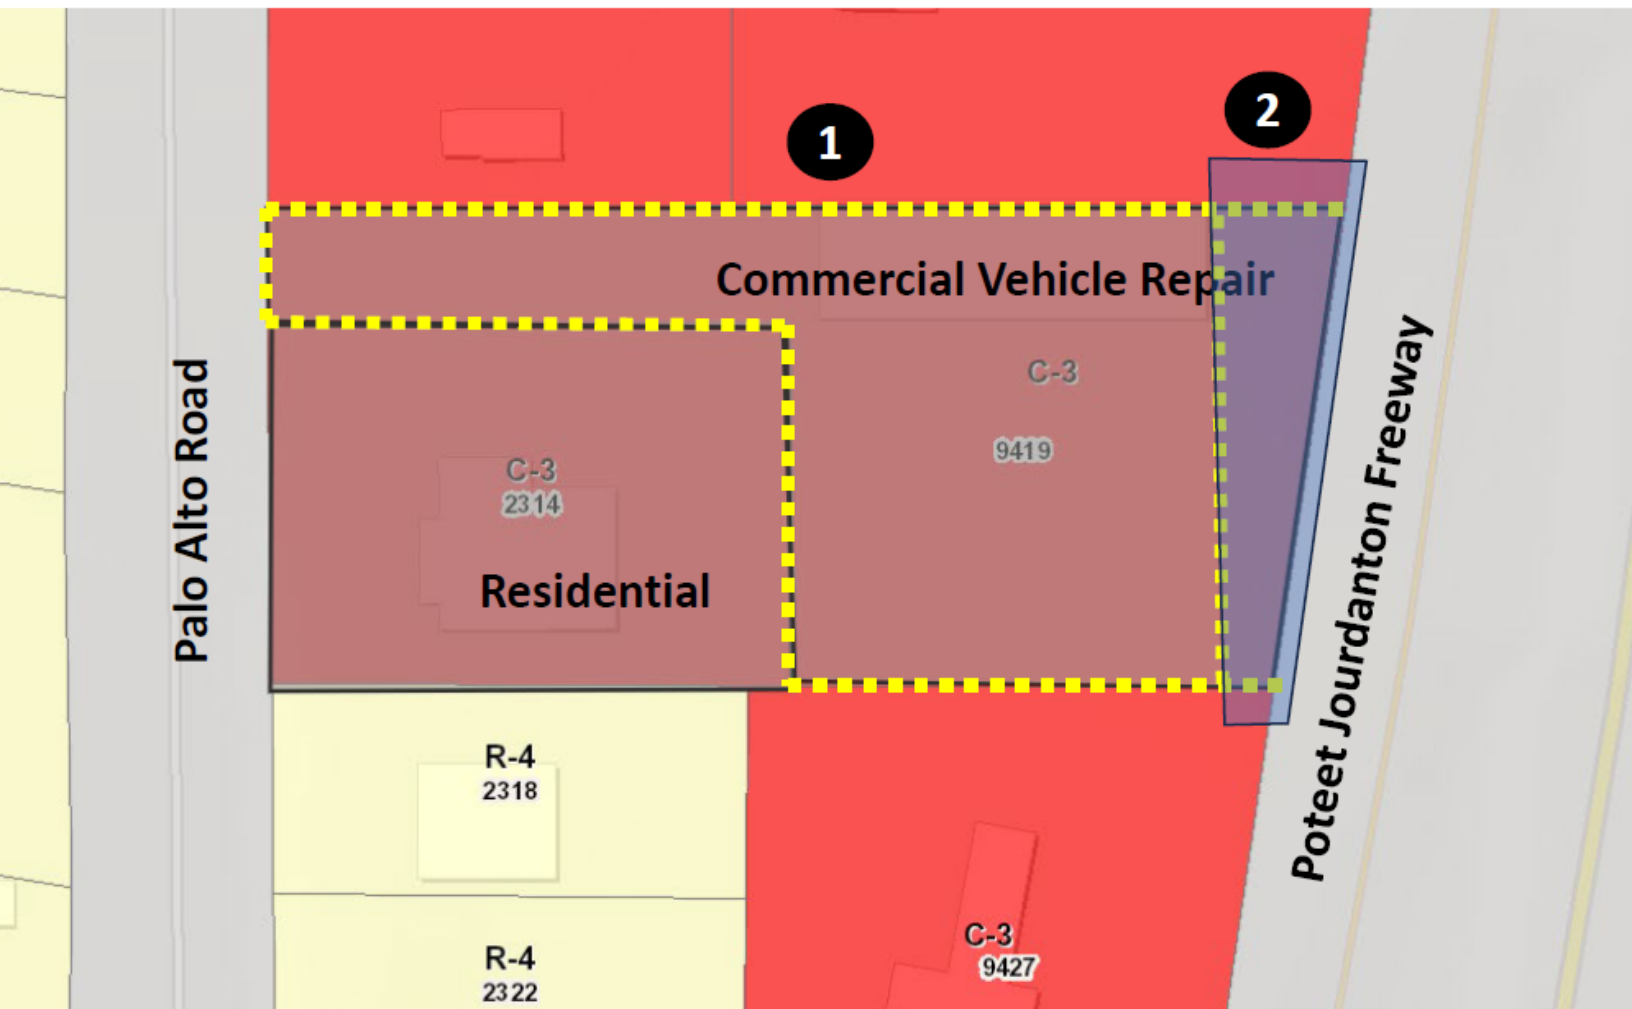 1
2
Commercial Vehicle Repair
C-3
9419
C-3
2314
Residential
Palo Alto Road
Poteet Jourdanton Freeway
R-4
2318
R-4
2322
C-3
9427